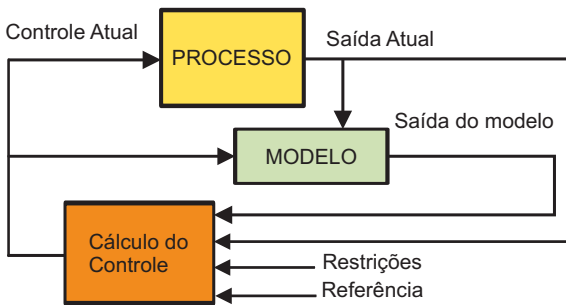 Controle Atual
PROCESSO
Saída Atual
Saída do modelo
MODELO
Cálculo do
Controle
Restrições
Referência